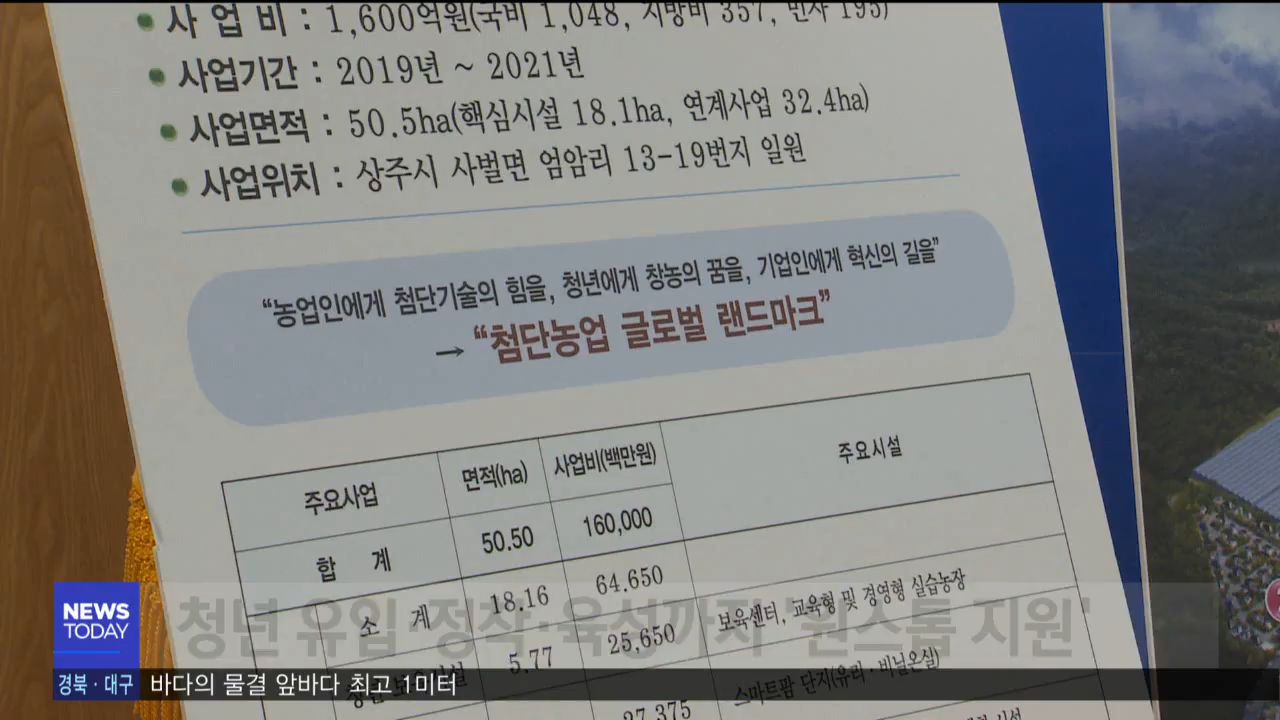 사 업 비 : 1,600억원(국비 1,048, 지방비 357, 민자 195)
사업기간 : 2019년 ~ 2021년
사업면적 : 50.5ha(핵심시설 18.1ha, 연계사업 32.4ha)
사업위치 : 상주시 사벌면 엄암리 13-19번지 일원
“농업인에게 첨단기술의 힘을, 청년에게 창농의 꿈을, 기업인에게 혁신의 길을”
→ “첨단농업 글로벌 랜드마크”
주요사업 면적(ha) 사업비(백만원) 주요시설
합 계 50.50 160,000
소 계 18.16 64.650
5.77 25,650 보육센터, 교육형 및 경영형 실습농장
27,375 스마트팜 단지(유리·비닐온실)
NEWS
TODAY
청년 유입·정착·육성까지 '원스톱 지원'
경북·대구 바다의 물결 앞바다 최고 1미터